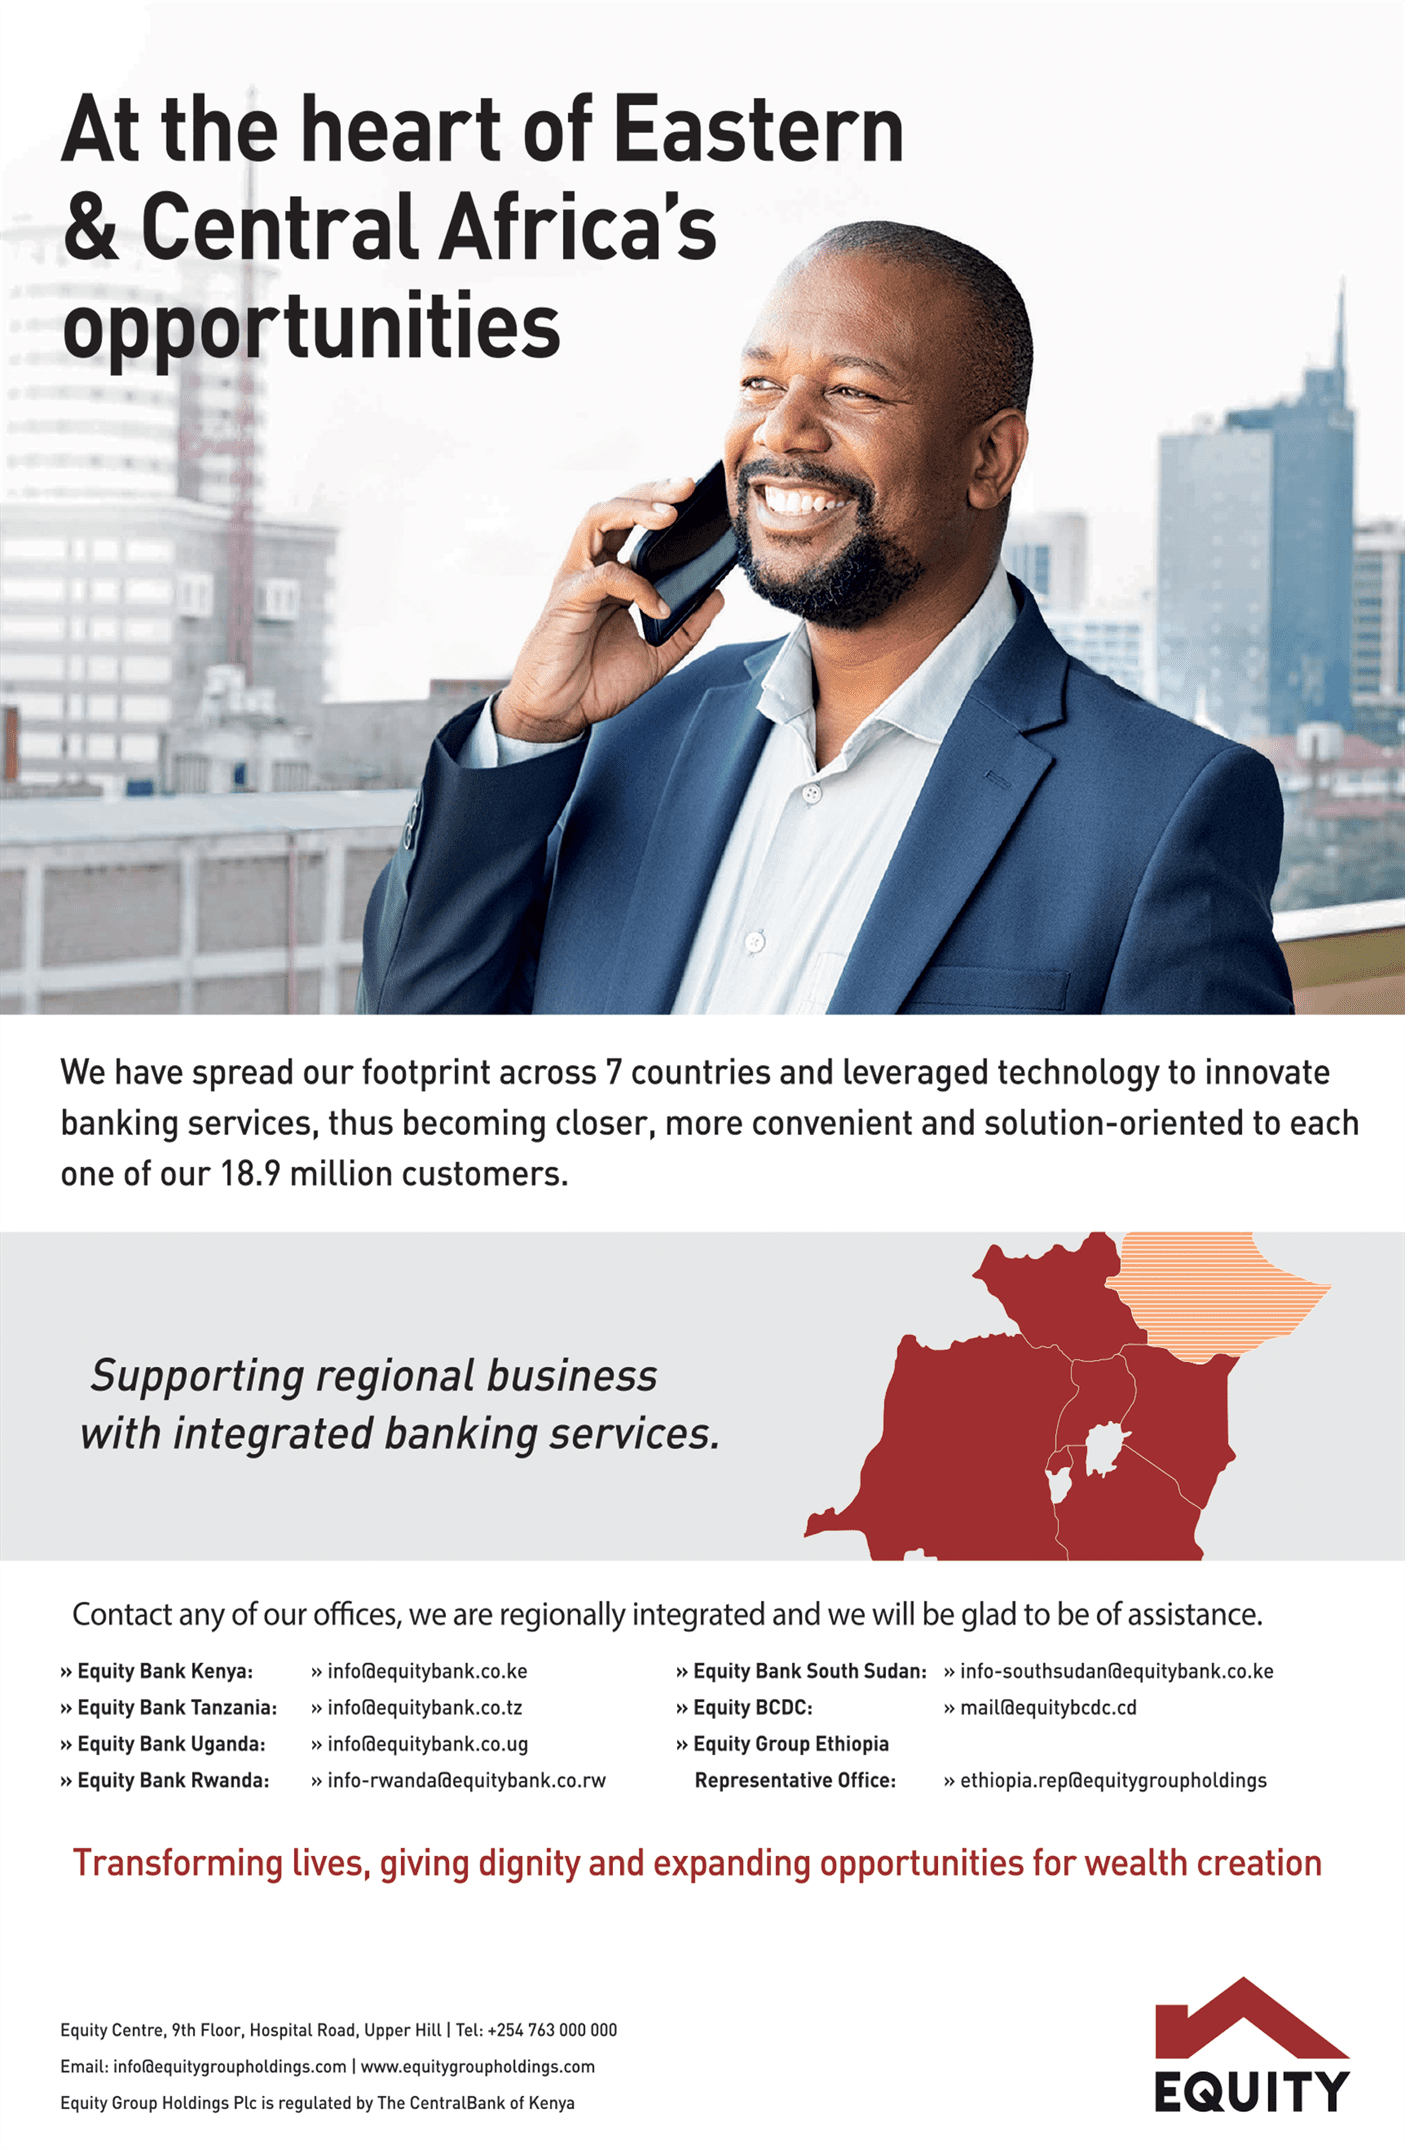 At the heart of Eastern
& Central Africa’s
opportunities
We have spread our footprint across 7 countries and leveraged technology to innovate
banking services, thus becoming closer, more convenient and solution-oriented to each
one of our 18.9 million customers.
Supporting regional business
with integrated banking services.
Contact any of our offices, we are regionally integrated and we will be glad to be of assistance.
» Equity Bank Kenya: » info@equitybank.co.ke
» Equity Bank Tanzania: » info@equitybank.co.tz
» Equity Bank Uganda: » info@equitybank.co.ug
» Equity Bank Rwanda: » info-rwanda@equitybank.co.rw
» Equity Bank South Sudan: » info-southsudan@equitybank.co.ke
» Equity BCDC: » mail@equitybcdc.cd
» Equity Group Ethiopia
Representative Office: » ethiopia.rep@equitygroupholdings
Transforming lives, giving dignity and expanding opportunities for wealth creation
Equity Centre, 9th Floor, Hospital Road, Upper Hill | Tel: +254 763 000 000
Email: info@equitygroupholdings.com | www.equitygroupholdings.com
Equity Group Holdings Plc is regulated by The CentralBank of Kenya
EQUITY